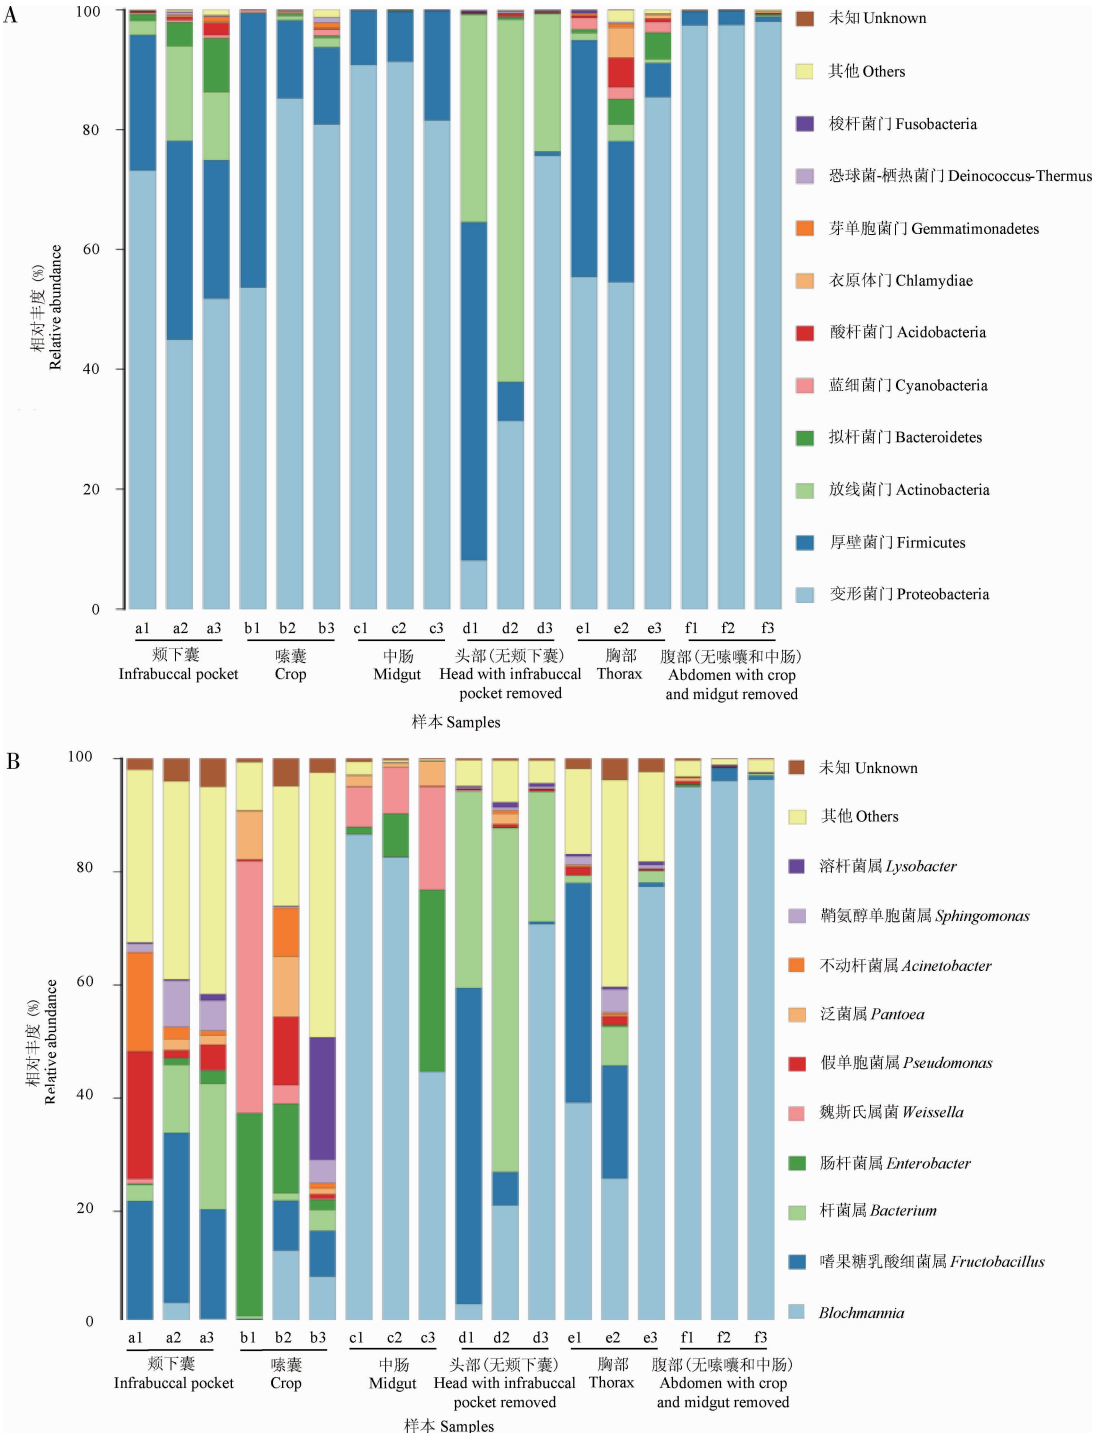 A
100
80
60
40
20
0
相对丰度 (%)
Relative abundance
未知 Unknown
其他 Others
梭杆菌门 Fusobacteria
恐球菌-栖热菌门 Deinococcus-Thermus
芽单胞菌门 Gemmatimonadetes
衣原体门 Chlamydiae
酸杆菌门 Acidobacteria
蓝细菌门 Cyanobacteria
拟杆菌门 Bacteroidetes
放线菌门 Actinobacteria
厚壁菌门 Firmicutes
变形菌门 Proteobacteria
a1 a2 a3 b1 b2 b3 c1 c2 c3 d1 d2 d3 e1 e2 e3 f1 f2 f3
颊下囊 嗉囊 中肠 头部(无颊下囊) 胸部 腹部(无嗉囊和中肠)
Infrabuccal pocket Crop Midgut Head with infrabuccal Thorax Abdomen with crop
pocket removed and midgut removed
样本 Samples
B
100
80
60
40
20
0
相对丰度 (%)
Relative abundance
未知 Unknown
其他 Others
溶杆菌属 Lysobacter
鞘氨醇单胞菌属 Sphingomonas
不动杆菌属 Acinetobacter
泛菌属 Pantoea
假单胞菌属 Pseudomonas
魏斯氏属菌 Weissella
肠杆菌属 Enterobacter
杆菌属 Bacterium
嗜果糖乳酸细菌属 Fructobacillus
Blochmannia
a1 a2 a3 b1 b2 b3 c1 c2 c3 d1 d2 d3 e1 e2 e3 f1 f2 f3
颊下囊 嗉囊 中肠 头部(无颊下囊) 胸部 腹部(无嗉囊和中肠)
Infrabuccal pocket Crop Midgut Head with infrabuccal Thorax Abdomen with crop
pocket removed and midgut removed
样本 Samples